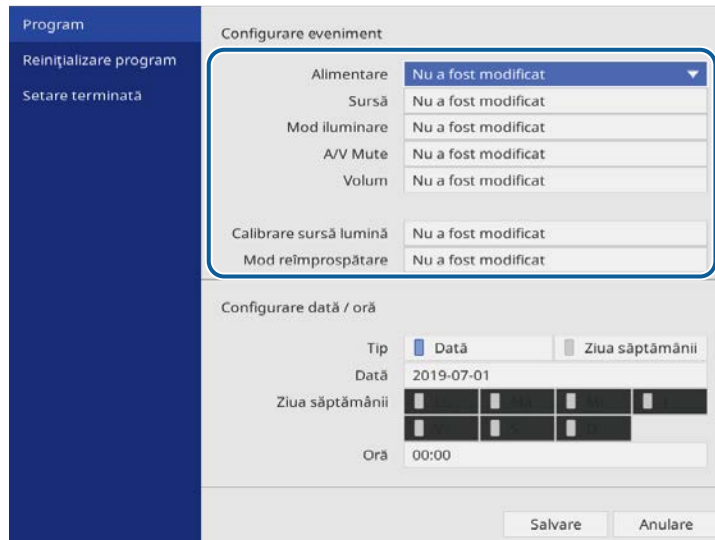 Program
Reinițializare program
Setare terminată
Configurare eveniment
Alimentare Nu a fost modificat
Sursă Nu a fost modificat
Mod iluminare Nu a fost modificat
A/V Mute Nu a fost modificat
Volum Nu a fost modificat
Calibrare sursă lumină Nu a fost modificat
Mod reîmprospătare Nu a fost modificat
Configurare dată / oră
Tip Dată Ziua săptămânii
Dată 2019-07-01
Ziua săptămânii
Oră 00:00
Salvare Anulare